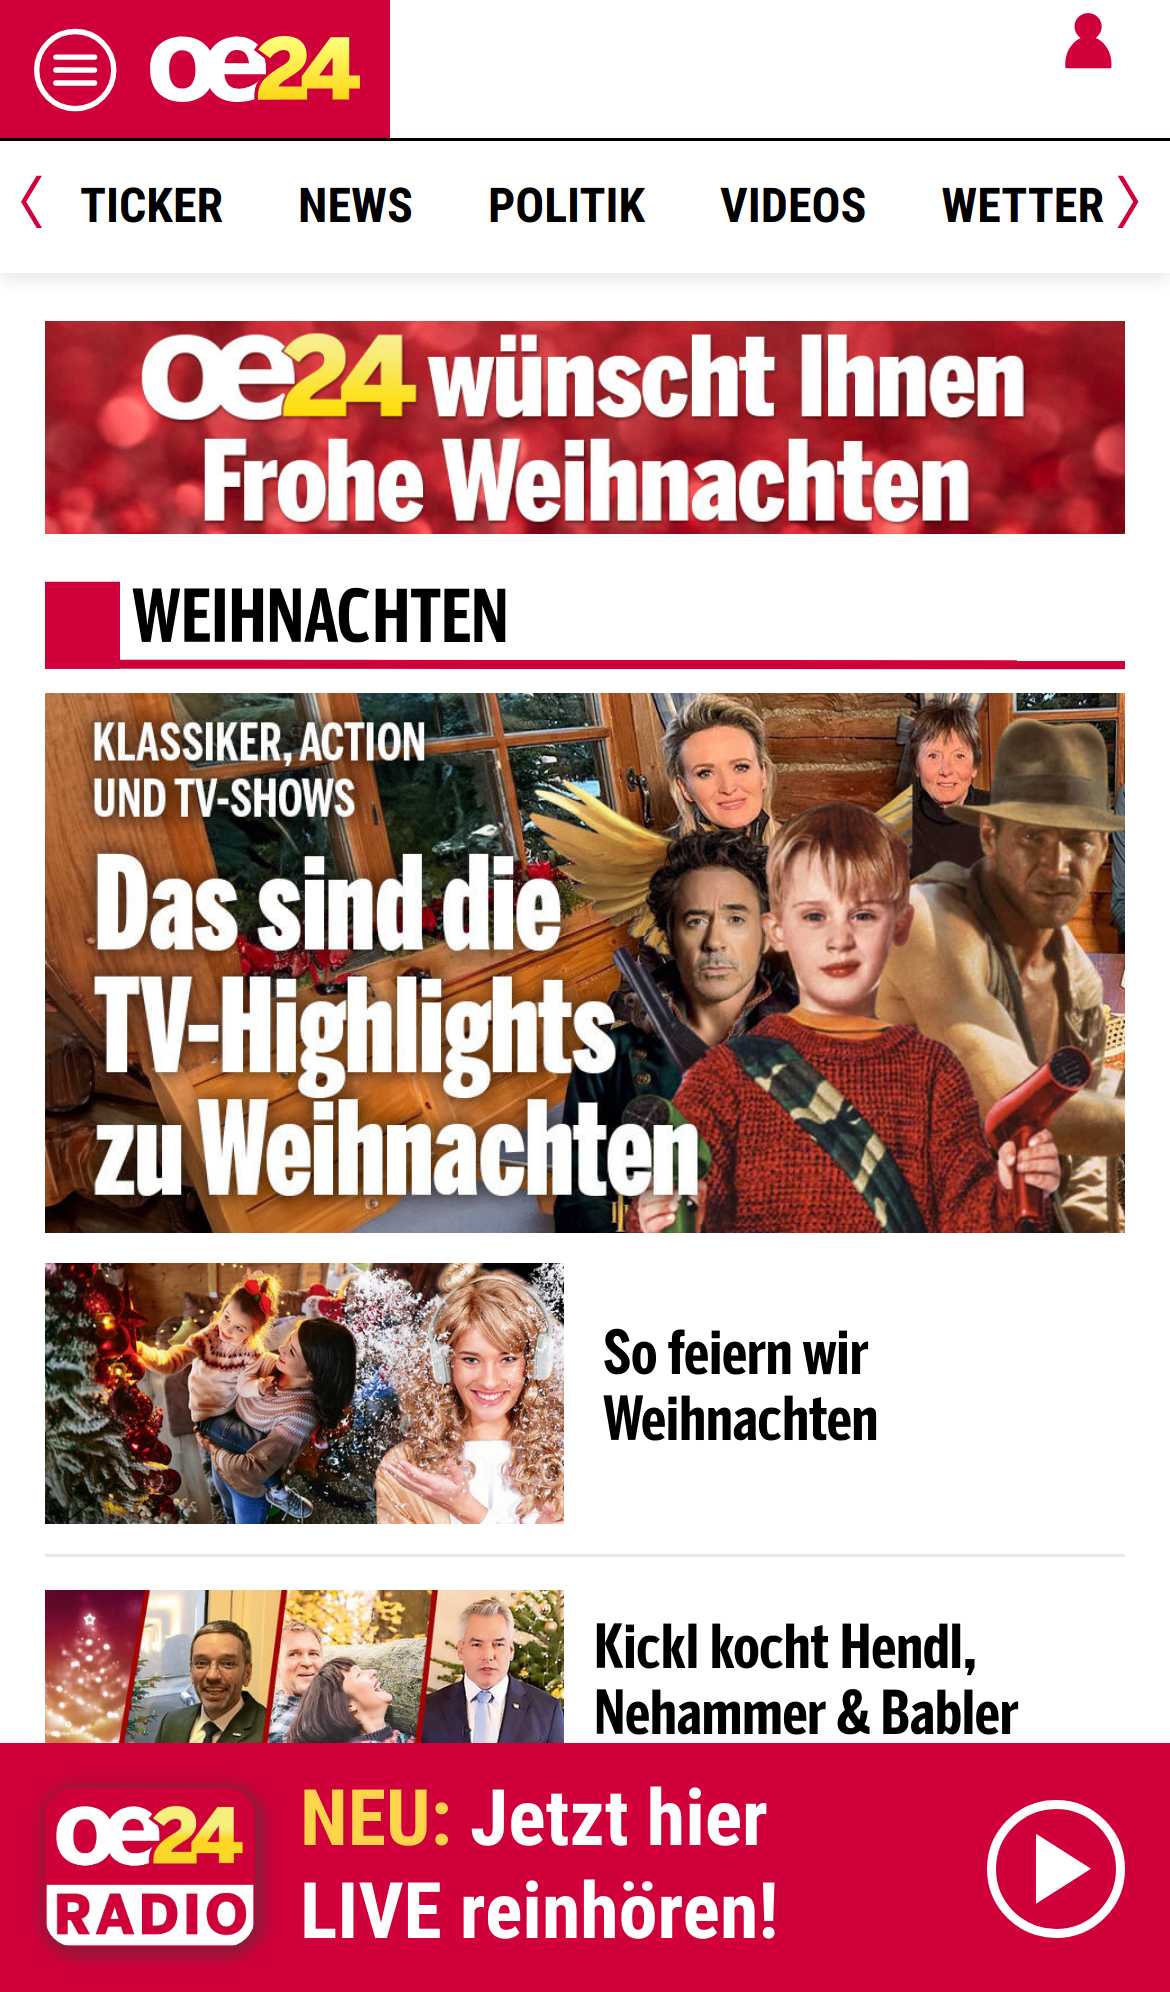 oe24
TICKER NEWS POLITIK VIDEOS WETTER
oe24 wünscht Ihnen
Frohe Weihnachten
WEIHNACHTEN
KLASSIKER, ACTION
UND TV-SHOWS
Das sind die
TV-Highlights
zu Weihnachten
So feiern wir
Weihnachten
Kickl kocht Hendl,
Nehammer & Babler
oe24
RADIO
NEU: Jetzt hier
LIVE reinhören!